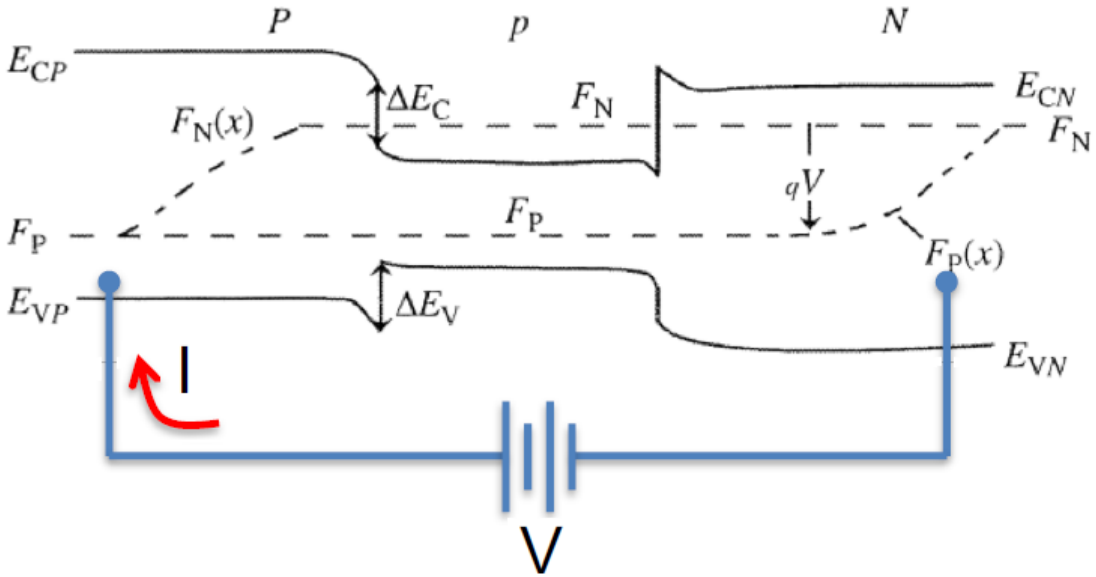 P p N
E_CP
ΔE_C F_N E_CN
F_N(x) F_N
qV
F_P F_P
F_P(x)
E_VP ΔE_V
I E_VN
V